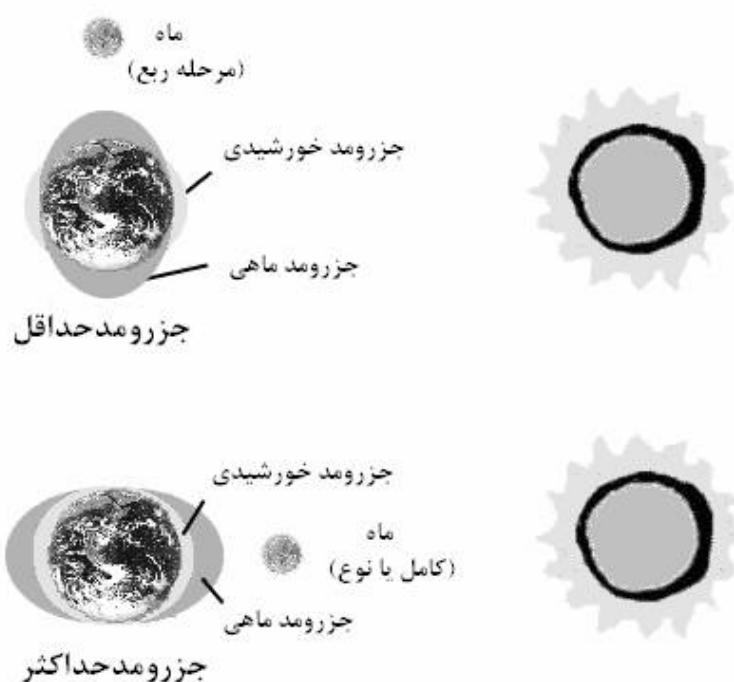 ماه
(مرحله ربع)
جزرومد خورشیدی
جزرومد ماهی
جزرومدحداقل
جزرومد خورشیدی
ماه
(کامل یا نوع)
جزرومد ماهی
جزرومدحداکثر